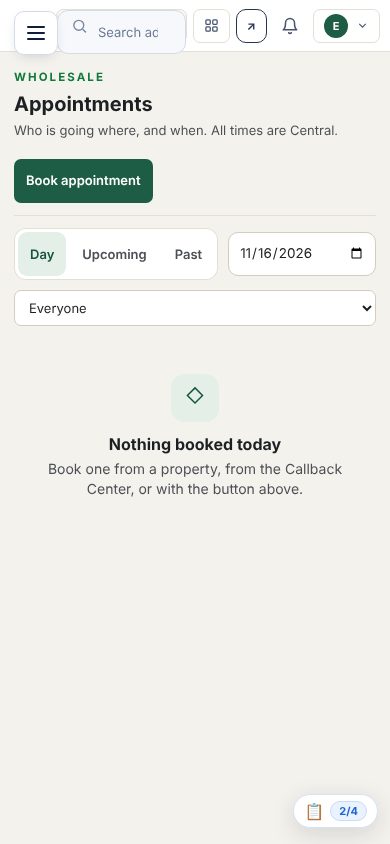 Search ad
E
WHOLESALE
Appointments
Who is going where, and when. All times are Central.
Book appointment
Day Upcoming Past 11/16/2026
Everyone
Nothing booked today
Book one from a property, from the Callback
Center, or with the button above.
2/4